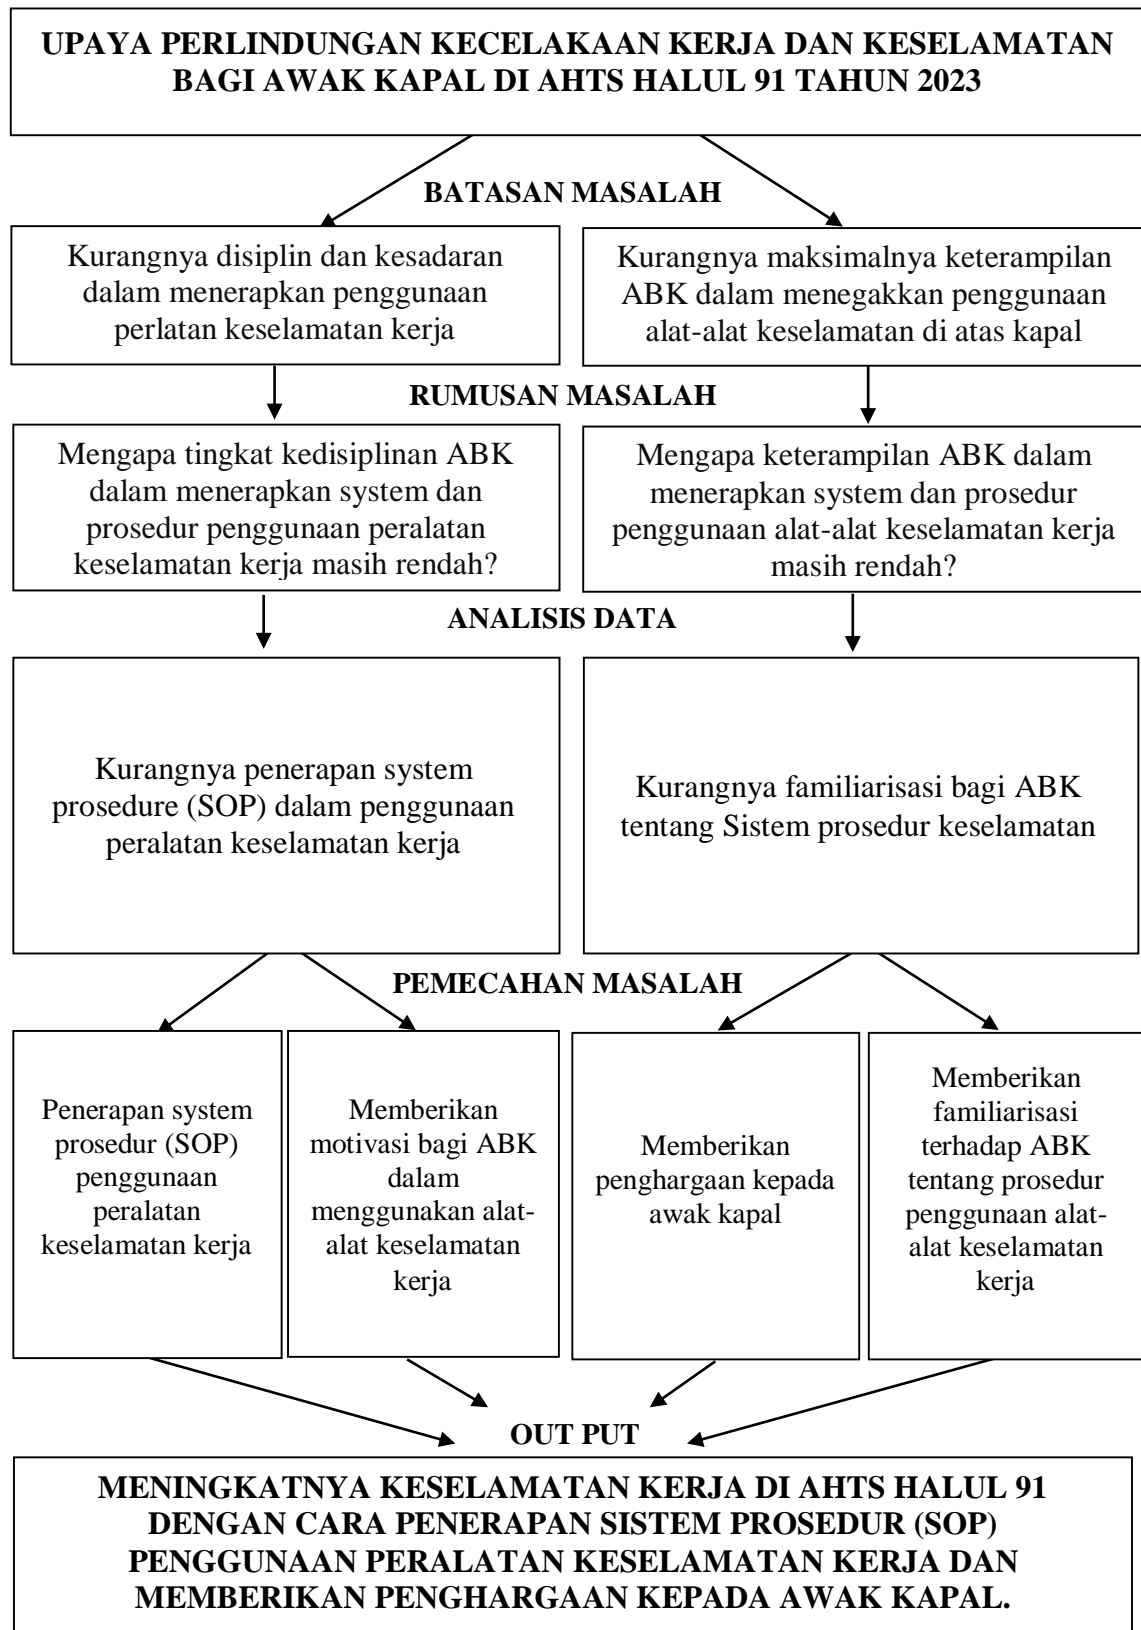 UPAYA PERLINDUNGAN KECELAKAAN KERJA DAN KESELAMATAN
BAGI AWAK KAPAL DI AHTS HALUL 91 TAHUN 2023
BATASAN MASALAH
Kurangnya disiplin dan kesadaran
dalam menerapkan penggunaan
perlatan keselamatan kerja
Kurangnya maksimalnya keterampilan
ABK dalam menegakkan penggunaan
alat-alat keselamatan di atas kapal
RUMUSAN MASALAH
Mengapa tingkat kedisiplinan ABK
dalam menerapkan system dan
prosedur penggunaan peralatan
keselamatan kerja masih rendah?
Mengapa keterampilan ABK dalam
menerapkan system dan prosedur
penggunaan alat-alat keselamatan kerja
masih rendah?
ANALISIS DATA
Kurangnya penerapan system
prosedure (SOP) dalam penggunaan
peralatan keselamatan kerja
Kurangnya familiarisasi bagi ABK
tentang Sistem prosedur keselamatan
PEMECAHAN MASALAH
Penerapan system
prosedur (SOP)
penggunaan
peralatan
keselamatan kerja
Memberikan
motivasi bagi ABK
dalam
menggunakan alat-
alat keselamatan
kerja
Memberikan
penghargaan kepada
awak kapal
Memberikan
familiarisasi
terhadap ABK
tentang prosedur
penggunaan alat-
alat keselamatan
kerja
OUT PUT
MENINGKATNYA KESELAMATAN KERJA DI AHTS HALUL 91
DENGAN CARA PENERAPAN SISTEM PROSEDUR (SOP)
PENGGUNAAN PERALATAN KESELAMATAN KERJA DAN
MEMBERIKAN PENGHARGAAN KEPADA AWAK KAPAL.